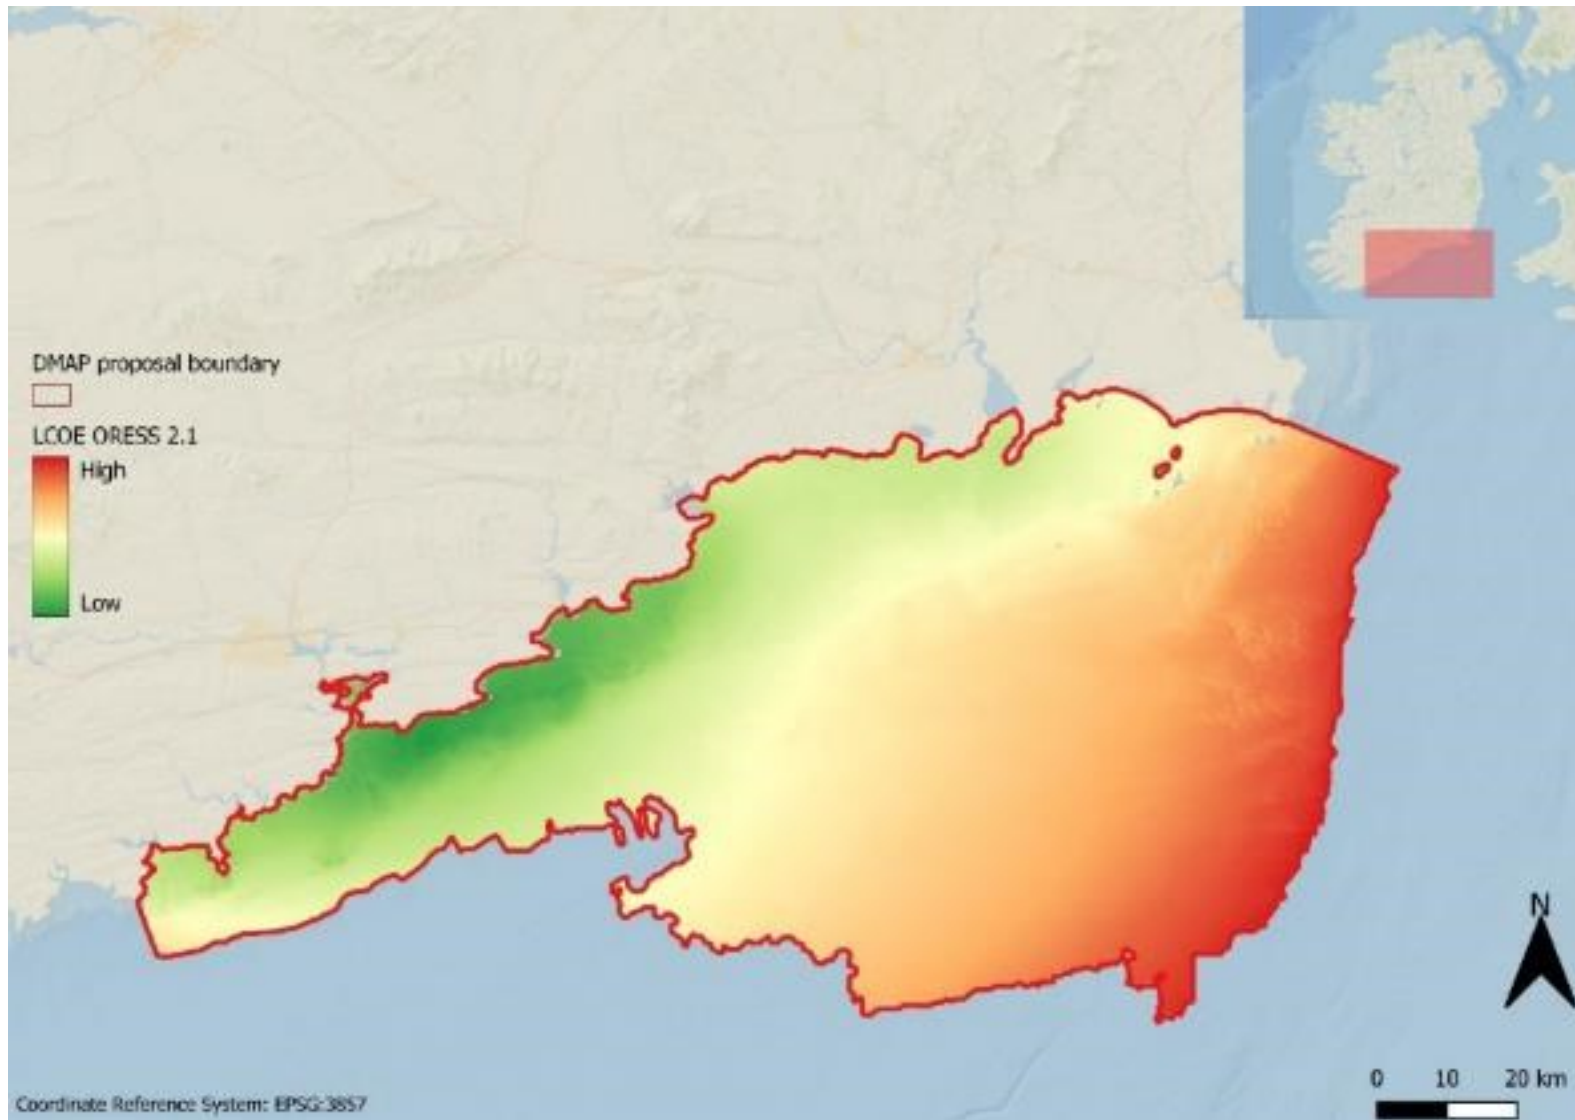 DMAP proposal boundary
LCOE ORESS 2.1
High
Low
N
0 10 20 km
Coordinate Reference System: EPSG:3857